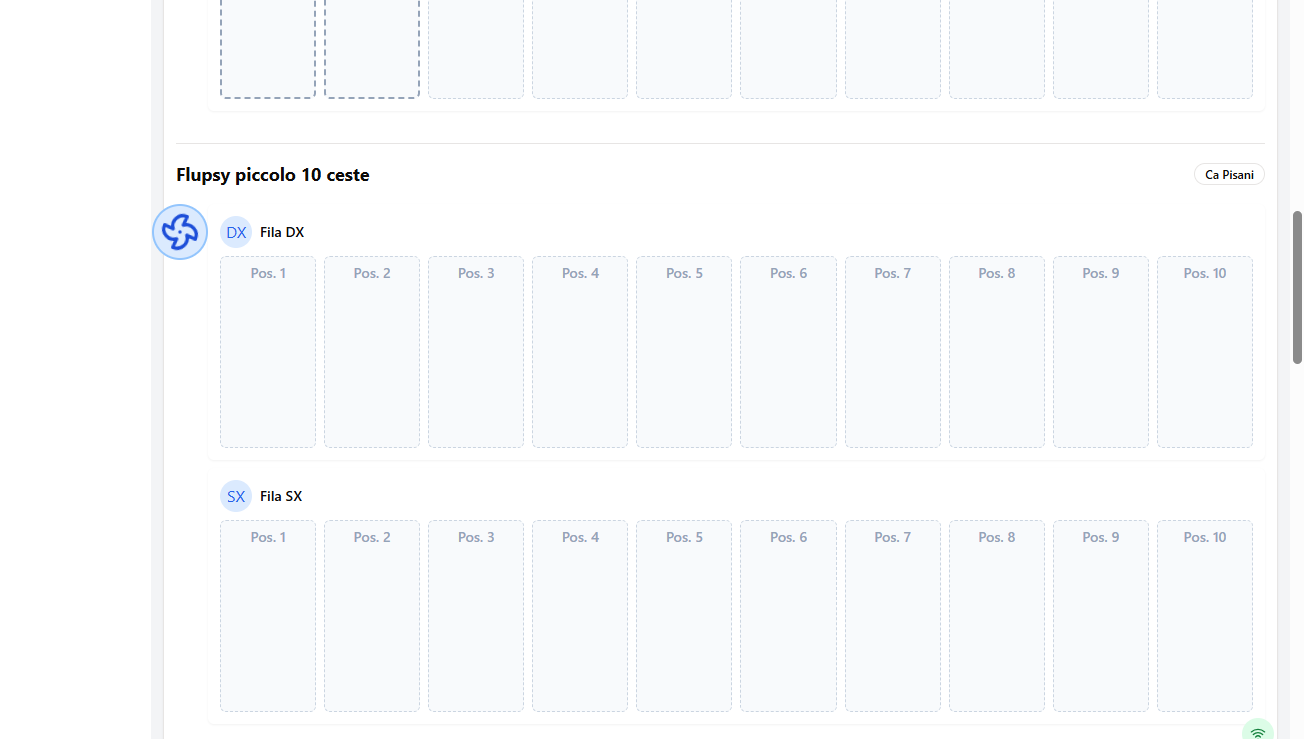 Flupsy piccolo 10 ceste
Ca Pisani
DX Fila DX
Pos. 1 Pos. 2 Pos. 3 Pos. 4 Pos. 5 Pos. 6 Pos. 7 Pos. 8 Pos. 9 Pos. 10
SX Fila SX
Pos. 1 Pos. 2 Pos. 3 Pos. 4 Pos. 5 Pos. 6 Pos. 7 Pos. 8 Pos. 9 Pos. 10